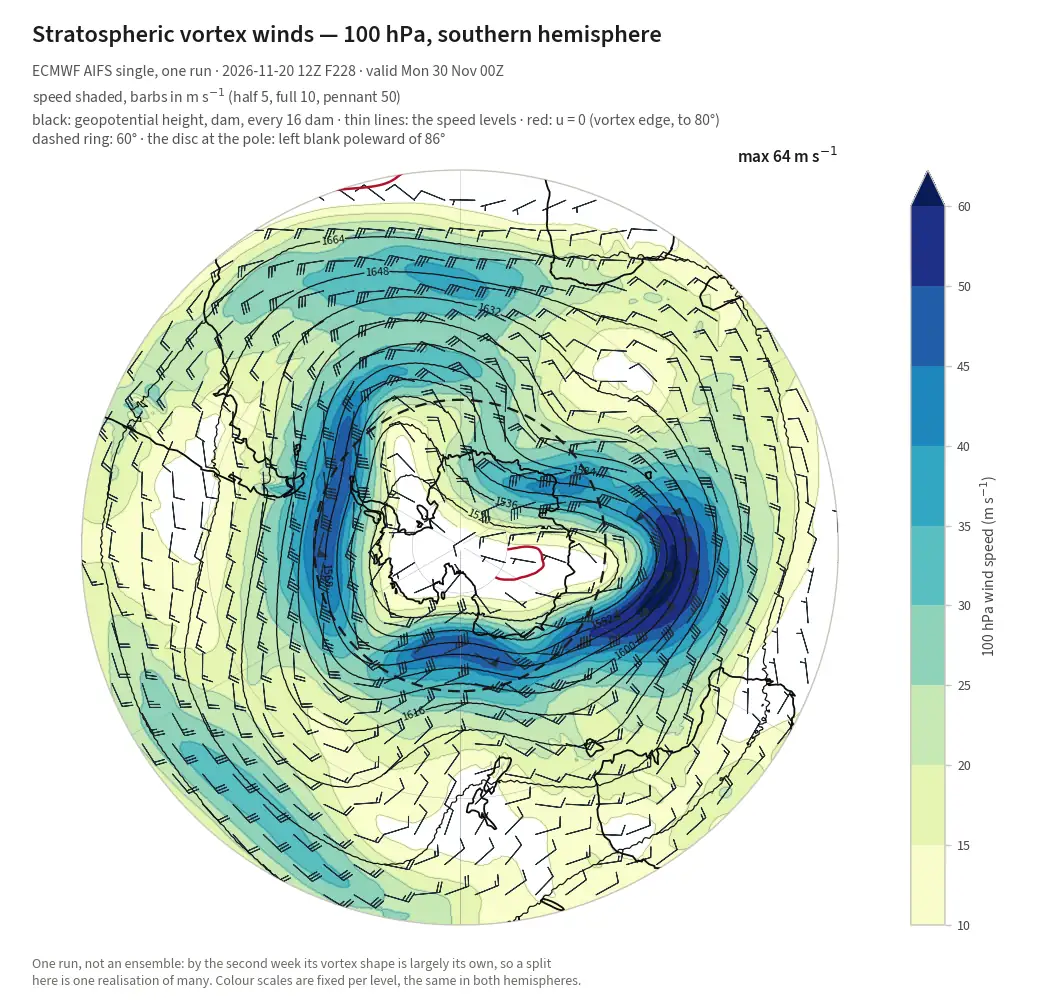 Stratospheric vortex winds — 100 hPa, southern hemisphere
ECMWF AIFS single, one run · 2026-11-20 12Z F228 · valid Mon 30 Nov 00Z
speed shaded, barbs in m s⁻¹ (half 5, full 10, pennant 50)
black: geopotential height, dam, every 16 dam · thin lines: the speed levels · red: u = 0 (vortex edge, to 80°)
dashed ring: 60° · the disc at the pole: left blank poleward of 86°
max 64 m s⁻¹
60
50
45
40
35
30
25
20
15
10
100 hPa wind speed (m s⁻¹)
1664
1648
1632
1584
1536
1520
1568
1552
1600
1616
One run, not an ensemble: by the second week its vortex shape is largely its own, so a split
here is one realisation of many. Colour scales are fixed per level, the same in both hemispheres.